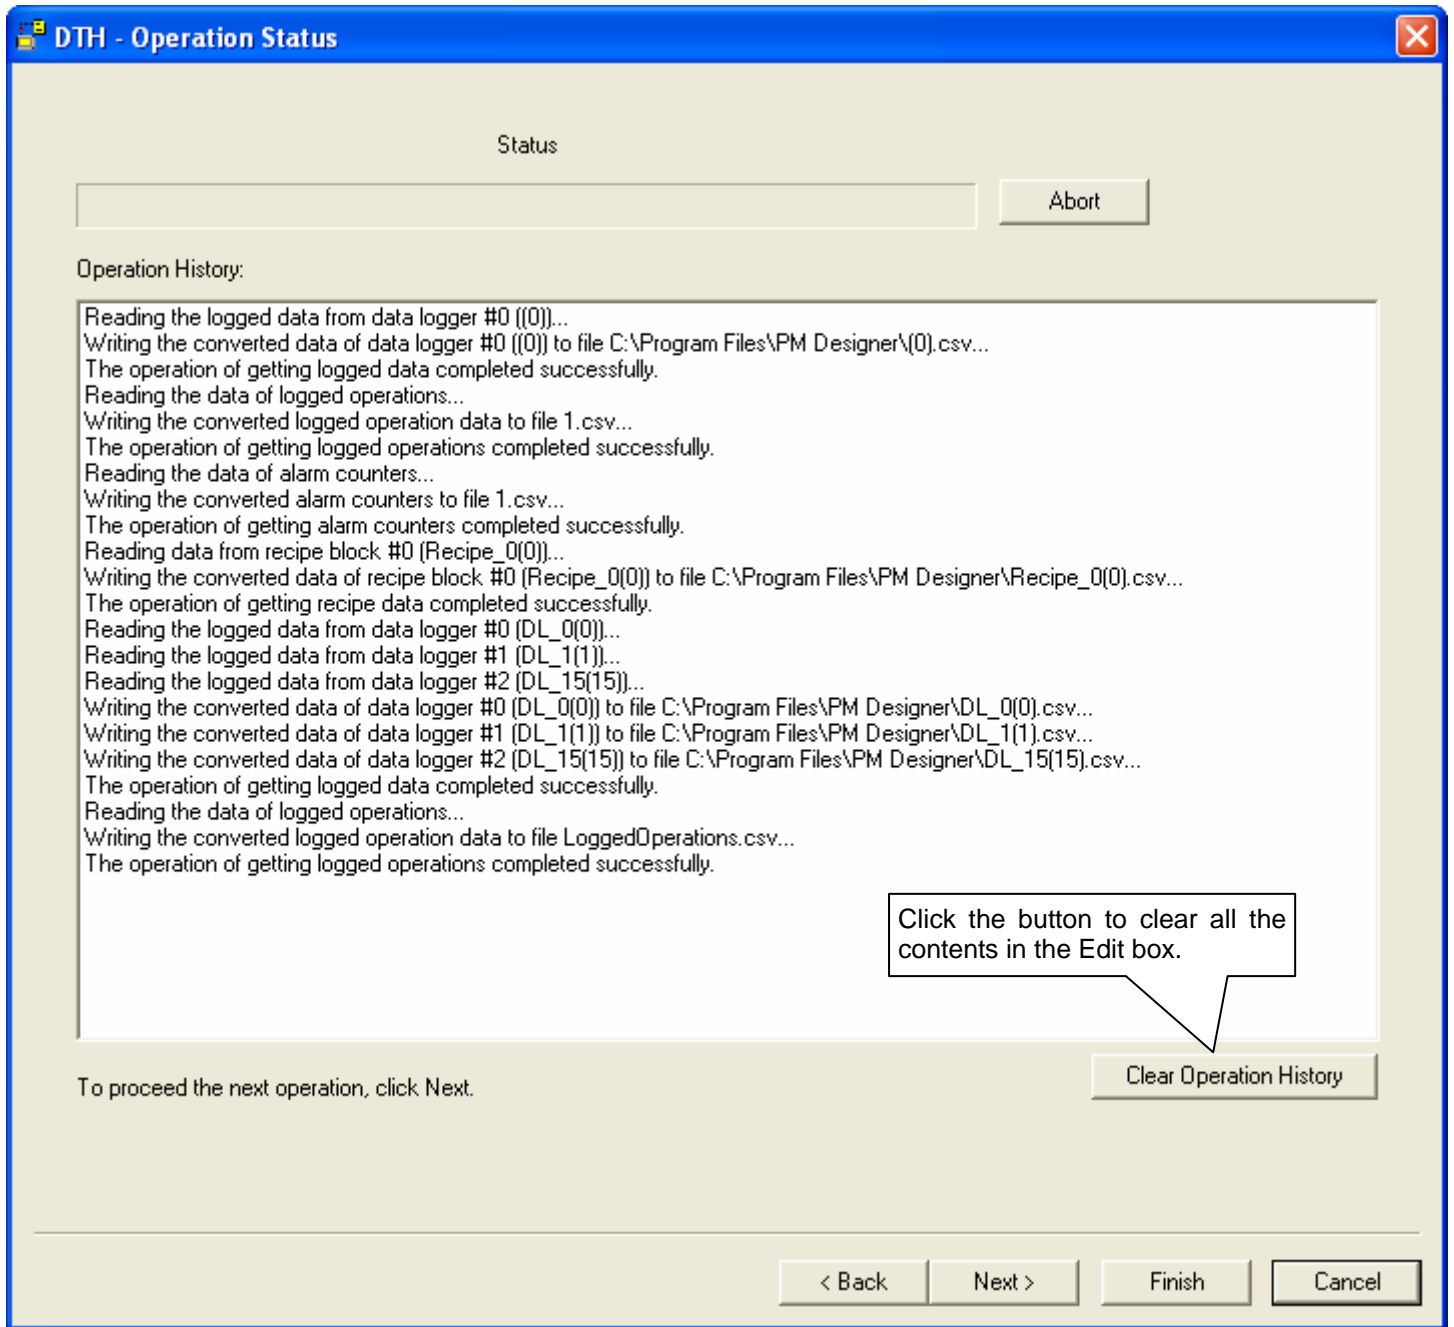 DTH - Operation Status
Status
Abort
Operation History:
Reading the logged data from data logger #0 ((0))...
Writing the converted data of data logger #0 ((0)) to file C:\Program Files\PM Designer\(0).csv...
The operation of getting logged data completed successfully.
Reading the data of logged operations...
Writing the converted logged operation data to file 1.csv...
The operation of getting logged operations completed successfully.
Reading the data of alarm counters...
Writing the converted alarm counters to file 1.csv...
The operation of getting alarm counters completed successfully.
Reading data from recipe block #0 (Recipe_0(0))...
Writing the converted data of recipe block #0 (Recipe_0(0)) to file C:\Program Files\PM Designer\Recipe_0(0).csv...
The operation of getting recipe data completed successfully.
Reading the logged data from data logger #0 (DL_0(0))...
Reading the logged data from data logger #1 (DL_1(1))...
Reading the logged data from data logger #2 (DL_15(15))...
Writing the converted data of data logger #0 (DL_0(0)) to file C:\Program Files\PM Designer\DL_0(0).csv...
Writing the converted data of data logger #1 (DL_1(1)) to file C:\Program Files\PM Designer\DL_1(1).csv...
Writing the converted data of data logger #2 (DL_15(15)) to file C:\Program Files\PM Designer\DL_15(15).csv...
The operation of getting logged data completed successfully.
Reading the data of logged operations...
Writing the converted logged operation data to file LoggedOperations.csv...
The operation of getting logged operations completed successfully.
Click the button to clear all the
contents in the Edit box.
Clear Operation History
To proceed the next operation, click Next.
< Back
Next >
Finish
Cancel